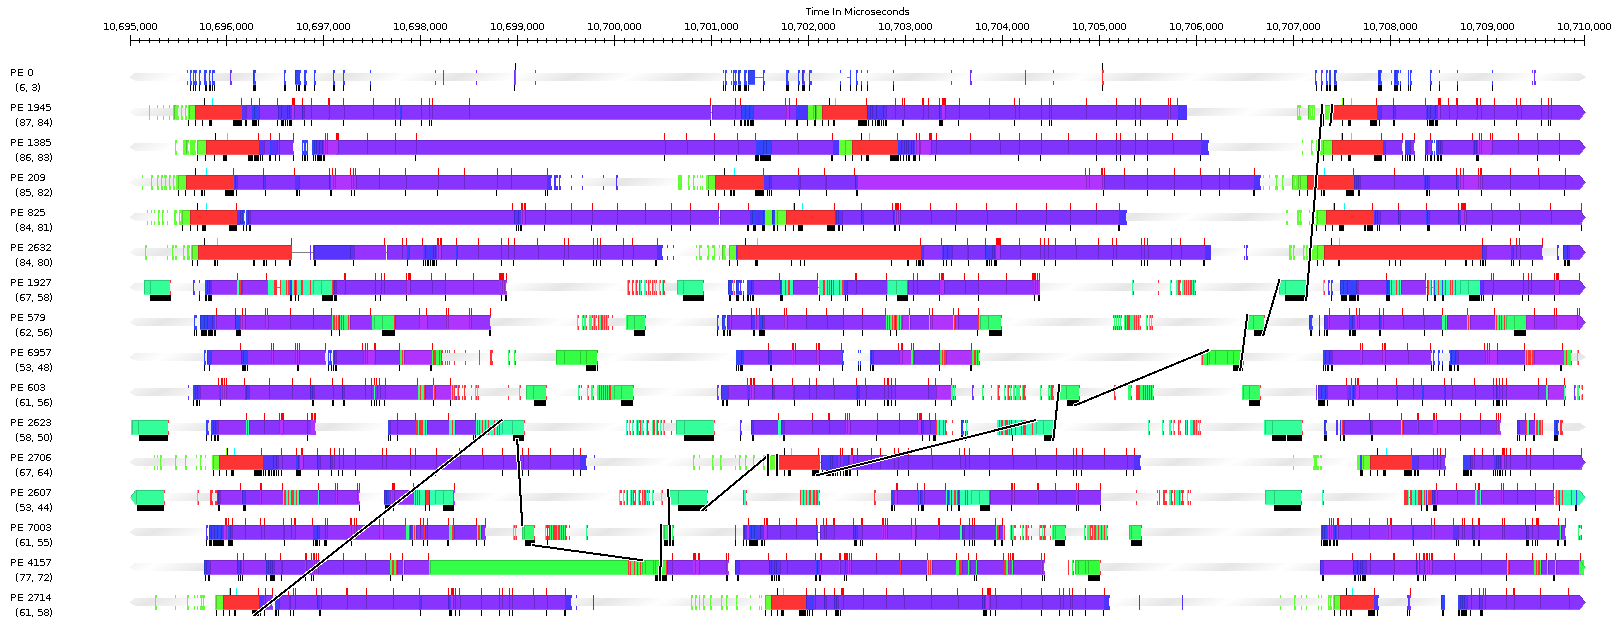 Time In Microseconds
10,695,000 10,696,000 10,697,000 10,698,000 10,699,000 10,700,000 10,701,000 10,702,000 10,703,000 10,704,000 10,705,000 10,706,000 10,707,000 10,708,000 10,709,000 10,710,000
PE 0
(6, 3)
PE 1945
(87, 84)
PE 1385
(86, 83)
PE 209
(85, 82)
PE 825
(84, 81)
PE 2632
(84, 80)
PE 1927
(67, 58)
PE 579
(62, 56)
PE 6957
(53, 48)
PE 603
(61, 56)
PE 2623
(58, 50)
PE 2706
(67, 64)
PE 2607
(53, 44)
PE 7003
(61, 55)
PE 4157
(77, 72)
PE 2714
(61, 58)